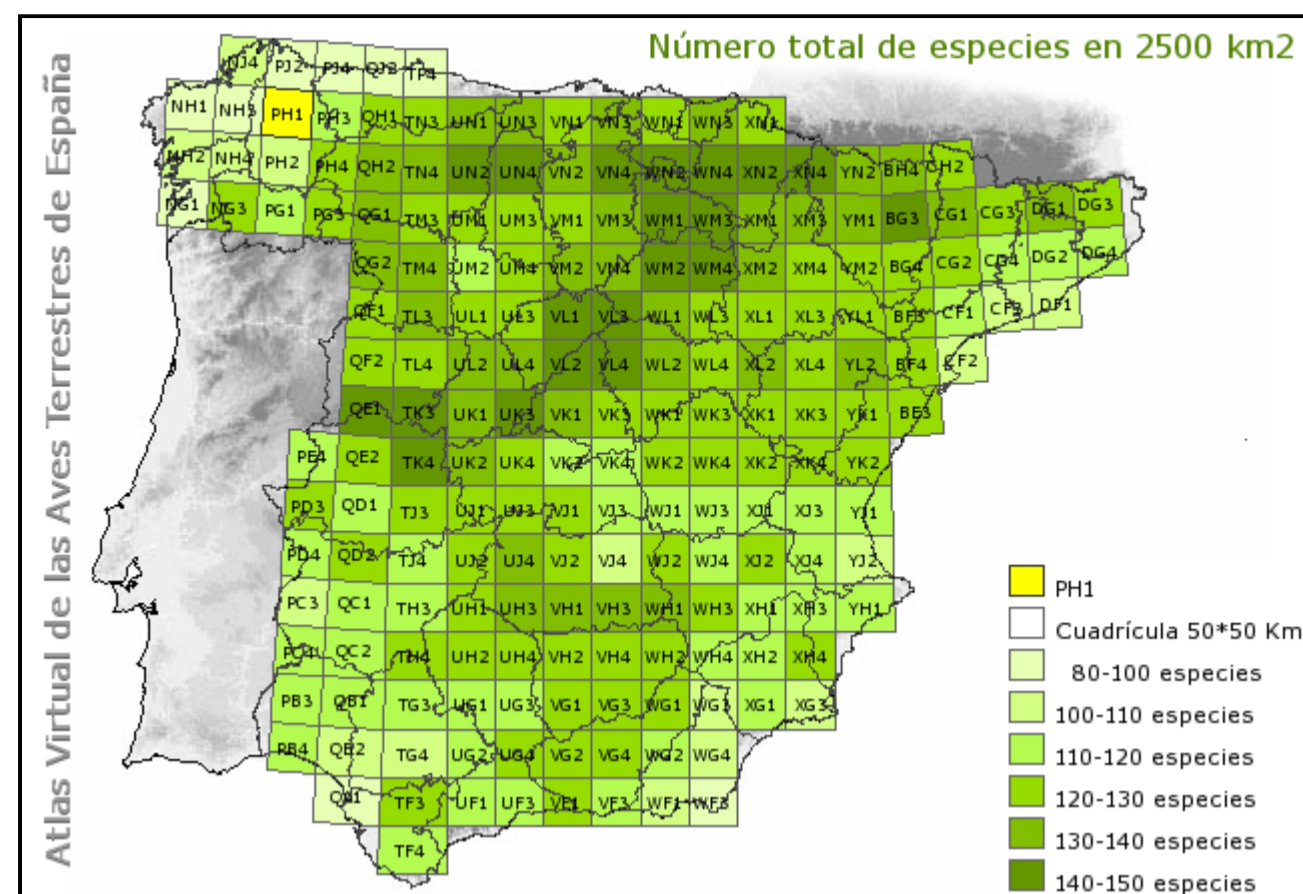 Número total de especies en 2500 km2
Atlas Virtual de las Aves Terrestres de España
NJ4 PJ2 PJ4 QJ2 TP4
NH1 NH3 PH1 PH3 QH1 TN3 UN1 UN3 VN1 VN3 WN1 WN3 XN1
NH2 NH4 PH2 PH4 QH2 TN4 UN2 UN4 VN2 VN4 WN2 WN4 XN2 XN4 YN2 BH4 CH2
NG1 NG3 PG1 PG3 QG1 TM3 UM1 UM3 VM1 VM3 WM1 WM3 XM1 XM3 YM1 BG3 CG1 CG3 DG1 DG3
QG2 TM4 UM2 UM4 VM2 VM4 WM2 WM4 XM2 XM4 YM2 BG4 CG2 CG4 DG2 DG4
QF1 TL3 UL1 UL3 VL1 VL3 WL1 WL3 XL1 XL3 YL1 BF3 CF1 CF3 DF1
QF2 TL4 UL2 UL4 VL2 VL4 WL2 WL4 XL2 XL4 YL2 BF4 CF2
QE1 TK3 UK1 UK3 VK1 VK3 WK1 WK3 XK1 XK3 YK1 BE3
PE4 QE2 TK4 UK2 UK4 VK2 VK4 WK2 WK4 XK2 XK4 YK2
PD3 QD1 TJ3 UJ1 UJ3 VJ1 VJ3 WJ1 WJ3 XJ1 XJ3 YJ1
PD4 QD2 TJ4 UJ2 UJ4 VJ2 VJ4 WJ2 WJ4 XJ2 XJ4 YJ2
PC3 QC1 TH3 UH1 UH3 VH1 VH3 WH1 WH3 XH1 XH3 YH1
PC4 QC2 TH4 UH2 UH4 VH2 VH4 WH2 WH4 XH2 XH4
PB3 QB1 TG3 UG1 UG3 VG1 VG3 WG1 WG3 XG1 XG3
PB4 QB2 TG4 UG2 UG4 VG2 VG4 WG2 WG4
QA1 TF3 UF1 UF3 VF1 VF3 WF1 WF3
TF4
PH1
Cuadrícula 50*50 Km
80-100 especies
100-110 especies
110-120 especies
120-130 especies
130-140 especies
140-150 especies